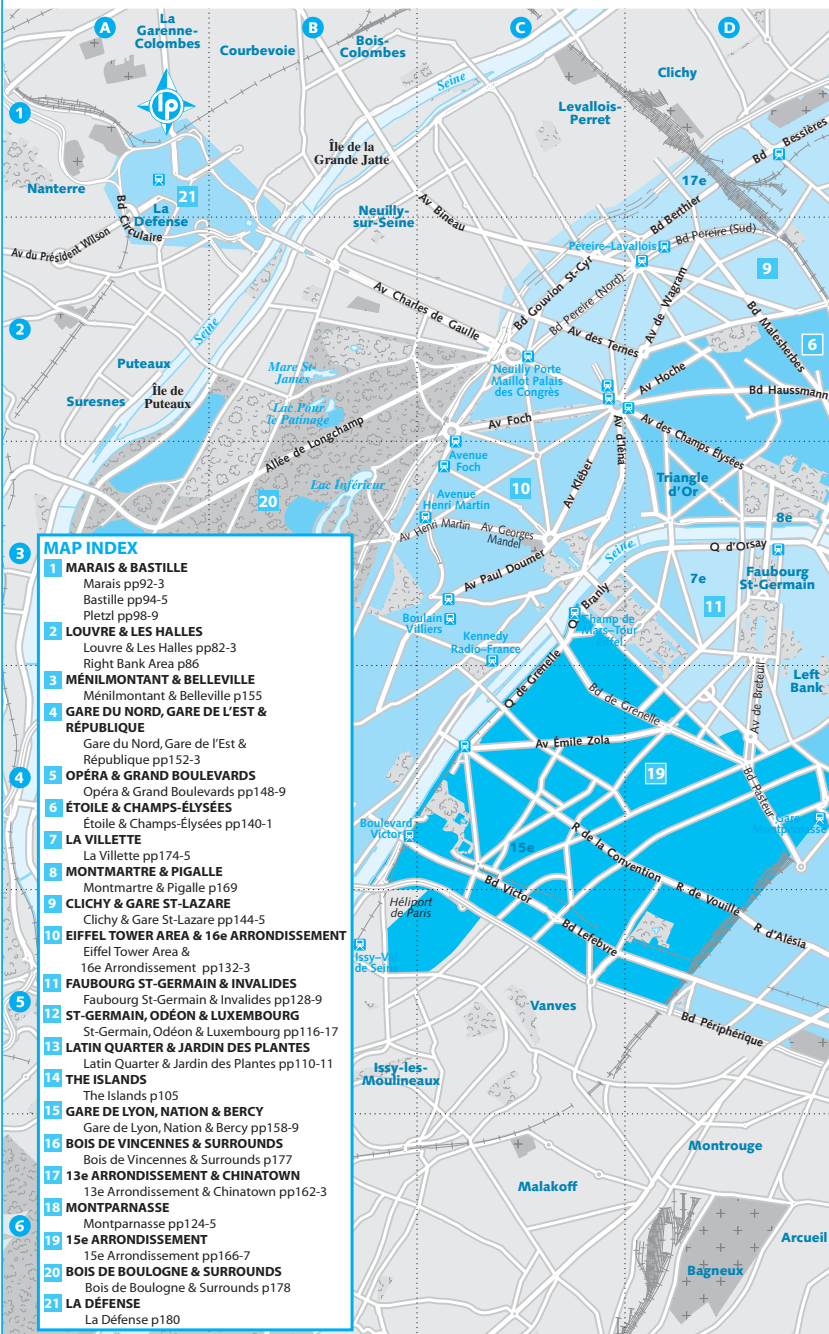 A
B
C
D
La
Garenne-
Colombes
Courbevoie
Bois-
Colombes
Clichy
lp
1
Seine
Levallois-
Perret
Bd Bessières
Île de la
Grande Jatte
17e
Nanterre
21
La
Défense
Bd Circulaire
Av Bineau
Neuilly-
sur-Seine
Bd Berthier
Av du Président Wilson
Péreire-Lavallois
Bd Péreire (Sud)
9
Bd Gouvion St-Cyr
Bd Pereire (Nord)
Av de Wagram
Av Charles de Gaulle
Bd Malesherbes
2
Seine
Av des Ternes
6
Puteaux
Mare St-
James
Neuilly Porte
Maillot Palais
des Congrès
Av Hoche
Île de
Puteaux
Suresnes
Bd Haussmann
Lac Pour
le Patinage
Allée de Longchamp
Av Foch
Av d'Iéna
Av des Champs Élysées
Avenue
Foch
Av Kléber
Triangle
d'Or
Lac Inférieur
10
20
Avenue
Henri Martin
8e
Av Henri Martin
Av Georges
Mandel
Seine
Q d'Orsay
3
Av Paul Doumer
7e
Faubourg
St-Germain
Q Branly
11
Boulain
Villiers
Champ de
Mars–Tour
Eiffel
Kennedy
Radio–France
Q de Grenelle
Left
Bank
Bd de Grenelle
Av de Breteuil
Av Émile Zola
4
19
Bd Pasteur
Boulevard
Victor
Gare
Montparnasse
15e
R de la Convention
Bd Victor
R de Vouillé
Héliport
de Paris
Bd Lefebvre
R d'Alésia
Issy–Val
de Seine
5
Vanves
Bd Périphérique
Issy-les-
Moulineaux
Montrouge
Malakoff
6
Arcueil
Bagneux
MAP INDEX
1 MARAIS & BASTILLE
Marais pp92-3
Bastille pp94-5
Pletzl pp98-9
2 LOUVRE & LES HALLES
Louvre & Les Halles pp82-3
Right Bank Area p86
3 MÉNILMONTANT & BELLEVILLE
Ménilmontant & Belleville p155
4 GARE DU NORD, GARE DE L'EST &
RÉPUBLIQUE
Gare du Nord, Gare de l'Est &
République pp152-3
5 OPÉRA & GRAND BOULEVARDS
Opéra & Grand Boulevards pp148-9
6 ÉTOILE & CHAMPS-ÉLYSÉES
Étoile & Champs-Élysées pp140-1
7 LA VILLETTE
La Villette pp174-5
8 MONTMARTRE & PIGALLE
Montmartre & Pigalle p169
9 CLICHY & GARE ST-LAZARE
Clichy & Gare St-Lazare pp144-5
10 EIFFEL TOWER AREA & 16e ARRONDISSEMENT
Eiffel Tower Area &
16e Arrondissement pp132-3
11 FAUBOURG ST-GERMAIN & INVALIDES
Faubourg St-Germain & Invalides pp128-9
12 ST-GERMAIN, ODÉON & LUXEMBOURG
St-Germain, Odéon & Luxembourg pp116-17
13 LATIN QUARTER & JARDIN DES PLANTES
Latin Quarter & Jardin des Plantes pp110-11
14 THE ISLANDS
The Islands p105
15 GARE DE LYON, NATION & BERCY
Gare de Lyon, Nation & Bercy pp158-9
16 BOIS DE VINCENNES & SURROUNDS
Bois de Vincennes & Surrounds p177
17 13e ARRONDISSEMENT & CHINATOWN
13e Arrondissement & Chinatown pp162-3
18 MONTPARNASSE
Montparnasse pp124-5
19 15e ARRONDISSEMENT
15e Arrondissement pp166-7
20 BOIS DE BOULOGNE & SURROUNDS
Bois de Boulogne & Surrounds p178
21 LA DÉFENSE
La Défense p180